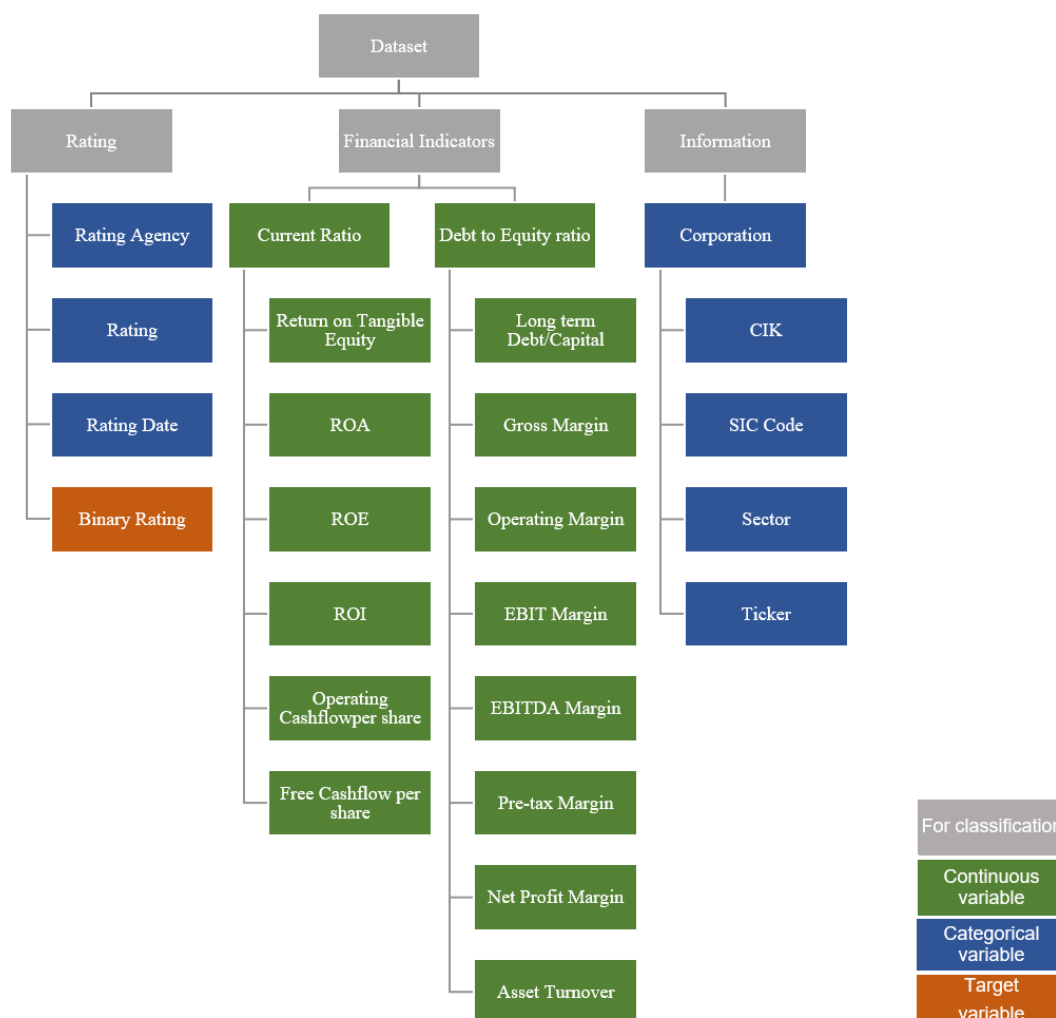 Dataset
Rating
Financial Indicators
Information
Rating Agency
Current Ratio
Debt to Equity ratio
Corporation
Rating
Return on Tangible
Equity
Long term
Debt/Capital
CIK
Rating Date
ROA
Gross Margin
SIC Code
Binary Rating
ROE
Operating Margin
Sector
ROI
EBIT Margin
Ticker
Operating
Cashflowper share
EBITDA Margin
Free Cashflow per
share
Pre-tax Margin
Net Profit Margin
Asset Turnover
For classification
Continuous
variable
Categorical
variable
Target
variable